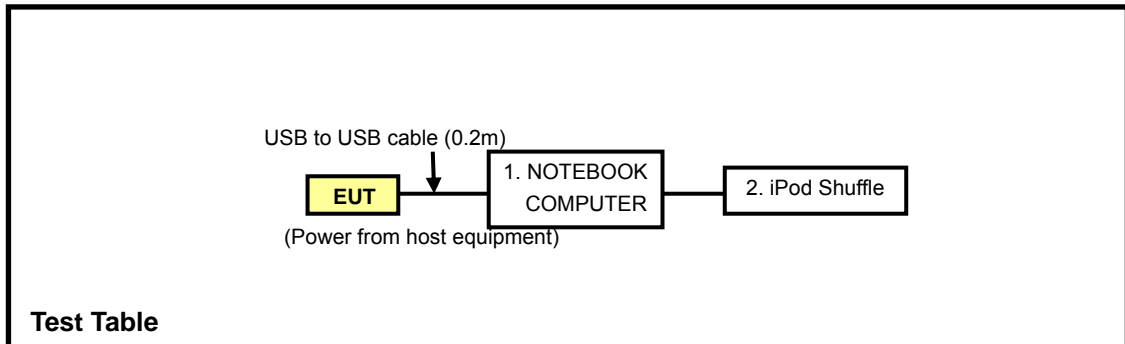 USB to USB cable (0.2m)
EUT
1. NOTEBOOK
COMPUTER
2. iPod Shuffle
(Power from host equipment)
Test Table